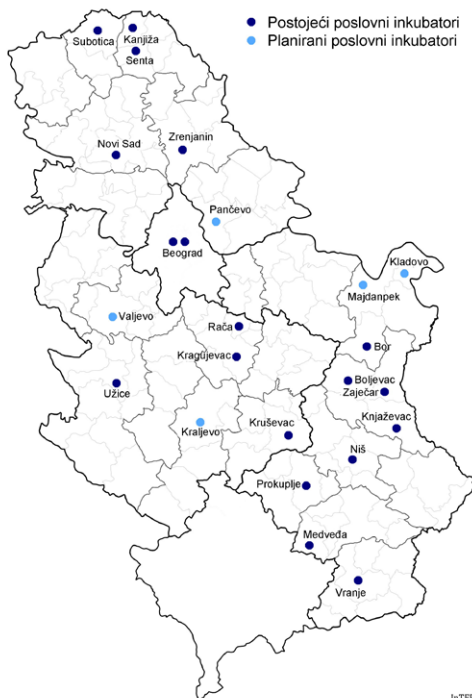 Postojeći poslovni inkubatori
Planirani poslovni inkubatori
Subotica
Kanjiža
Senta
Novi Sad
Zrenjanin
Pančevo
Beograd
Kladovo
Majdanpek
Valjevo
Rača
Bor
Kragujevac
Boljevac
Užice
Zaječar
Knjaževac
Kraljevo
Kruševac
Niš
Prokuplje
Medveđa
Vranje